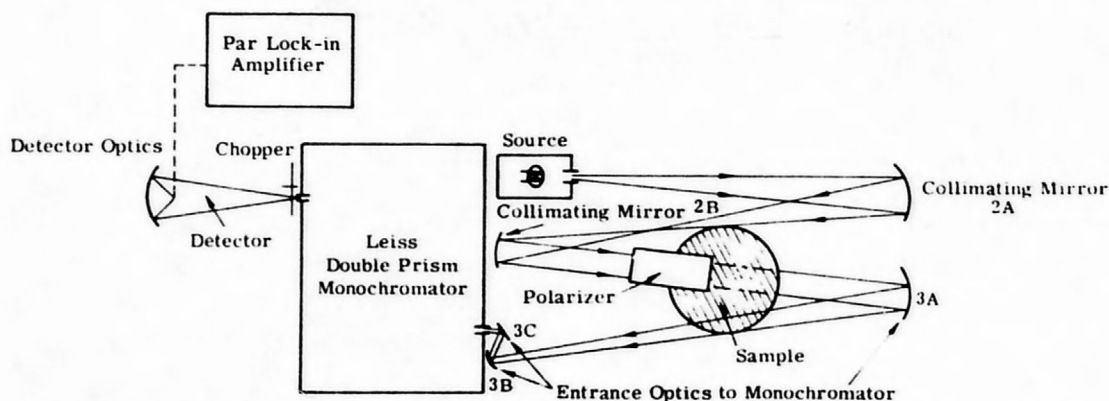 Par Lock-in
Amplifier
Detector Optics
Chopper
Source
Collimating Mirror
2A
Collimating Mirror 2B
Detector
Leiss
Double Prism
Monochromator
Polarizer
3A
3C
Sample
3B
Entrance Optics to Monochromator